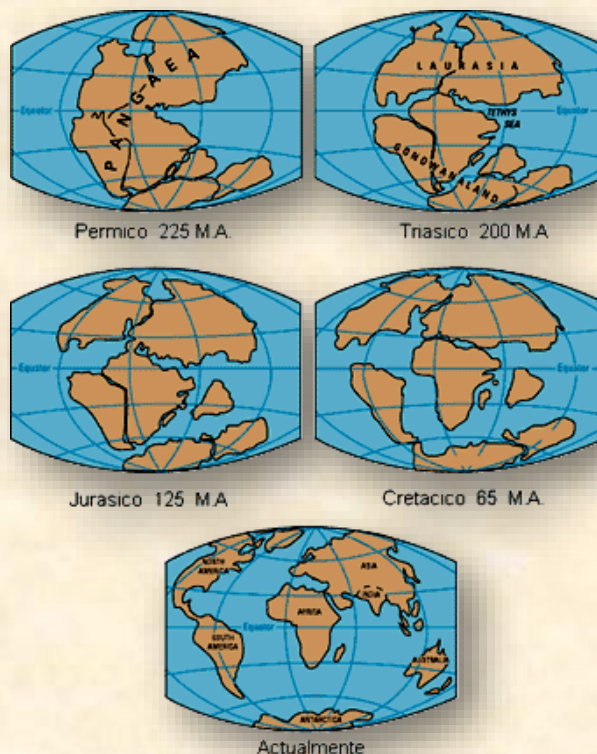 PANGAEA
Equator
Permico 225 M.A.
LAURASIA
TETHYS
SEA
GONDWANALAND
Equator
Triasico 200 M.A
Equator
Jurasico 125 M.A
Equator
Cretacico 65 M.A.
NORTH
AMERICA
ASIA
INDIA
AFRICA
Equator
SOUTH
AMERICA
AUSTRALIA
ANTARCTICA
Actualmente